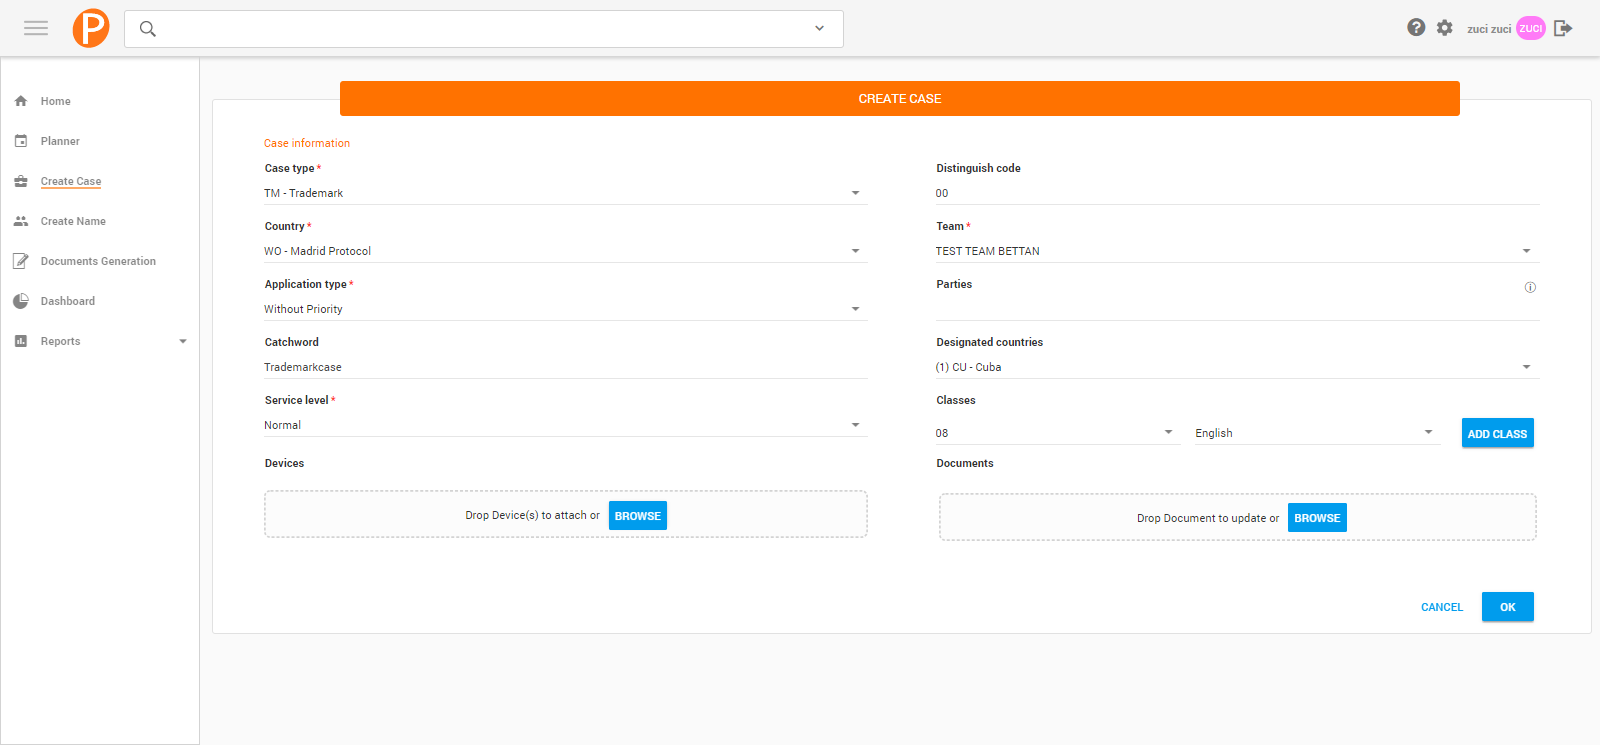 P
zuci zuci
ZUCI
Home
Planner
Create Case
Create Name
Documents Generation
Dashboard
Reports
CREATE CASE
Case information
Case type *
TM - Trademark
Distinguish code
00
Country *
WO - Madrid Protocol
Team *
TEST TEAM BETTAN
Application type *
Without Priority
Parties
Catchword
Trademarkcase
Designated countries
(1) CU - Cuba
Service level *
Normal
Classes
08
English
ADD CLASS
Devices
Drop Device(s) to attach or BROWSE
Documents
Drop Document to update or BROWSE
CANCEL
OK